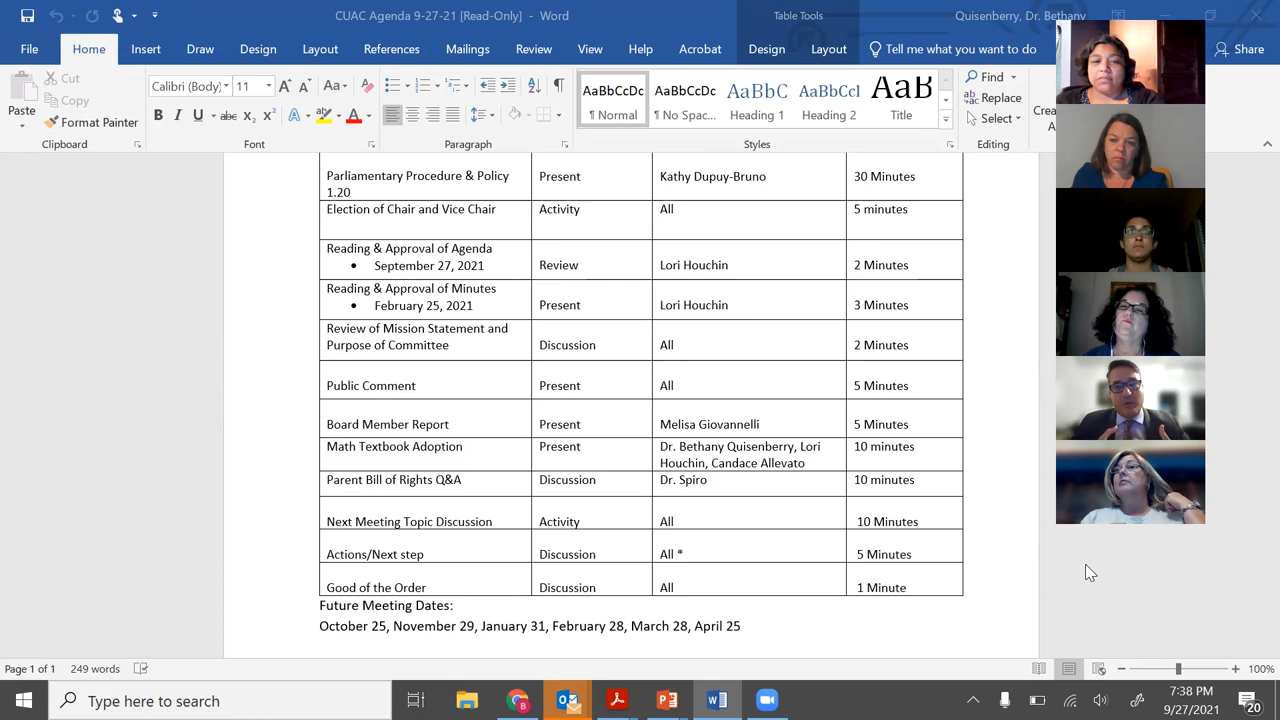 CUAC Agenda 9-27-21 [Read-Only] - Word
Table Tools
Quisenberry, Dr. Bethany
File Home Insert Draw Design Layout References Mailings Review View Help Acrobat Design Layout Tell me what you want to do Share
Paste
Cut
Copy
Format Painter
Calibri (Body) 11
AaBbCcDc AaBbCcDc AaBbC AaBbCcI AaB
¶ Normal ¶ No Spac... Heading 1 Heading 2 Title
Find
Replace
Select
Clipboard Font Paragraph Styles Editing
Parliamentary Procedure & Policy 
1.20
Present
Kathy Dupuy-Bruno
30 Minutes
Election of Chair and Vice Chair
Activity
All
5 minutes
Reading & Approval of Agenda
• September 27, 2021
Review
Lori Houchin
2 Minutes
Reading & Approval of Minutes
• February 25, 2021
Present
Lori Houchin
3 Minutes
Review of Mission Statement and
Purpose of Committee
Discussion
All
2 Minutes
Public Comment
Present
All
5 Minutes
Board Member Report
Present
Melisa Giovannelli
5 Minutes
Math Textbook Adoption
Present
Dr. Bethany Quisenberry, Lori
Houchin, Candace Allevato
10 minutes
Parent Bill of Rights Q&A
Discussion
Dr. Spiro
10 minutes
Next Meeting Topic Discussion
Activity
All
10 Minutes
Actions/Next step
Discussion
All *
5 Minutes
Good of the Order
Discussion
All
1 Minute
Future Meeting Dates:
October 25, November 29, January 31, February 28, March 28, April 25
Page 1 of 1 249 words
100%
Type here to search
7:38 PM
9/27/2021
20